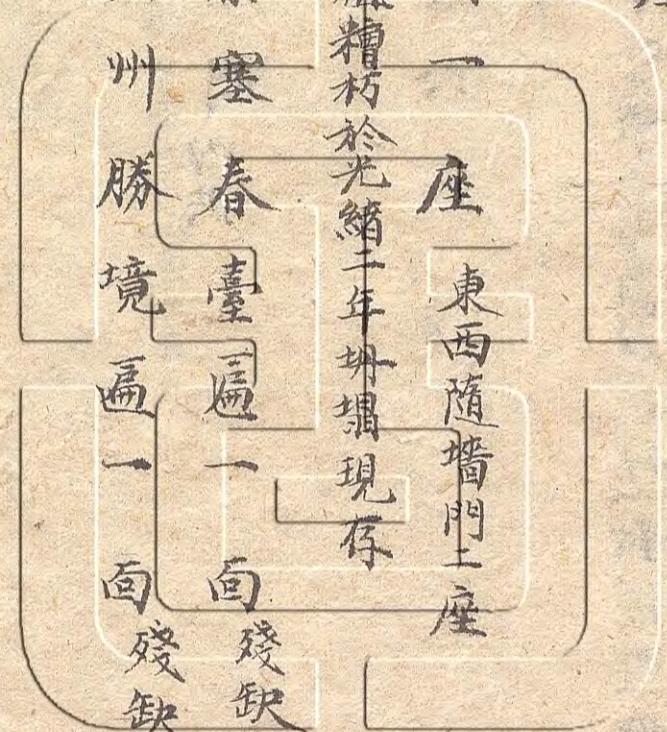 一座 東西隨墻門二座
糟朽於光緒二年坍塌現存
塞春臺匾一面殘缺
州勝境匾一面殘缺